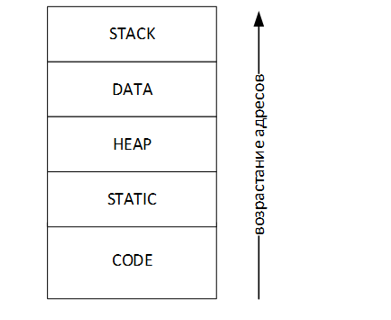 STACK
DATA
HEAP
STATIC
CODE
возрастание адресов